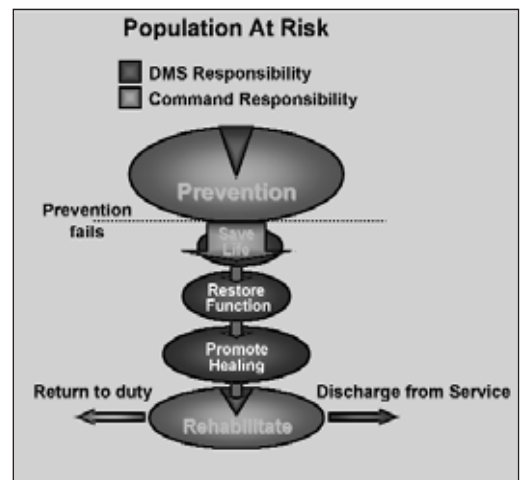 Population At Risk
DMS Responsibility
Command Responsibility
Prevention
Prevention
fails
Save
Life
Restore
Function
Promote
Healing
Return to duty
Discharge from Service
Rehabilitate